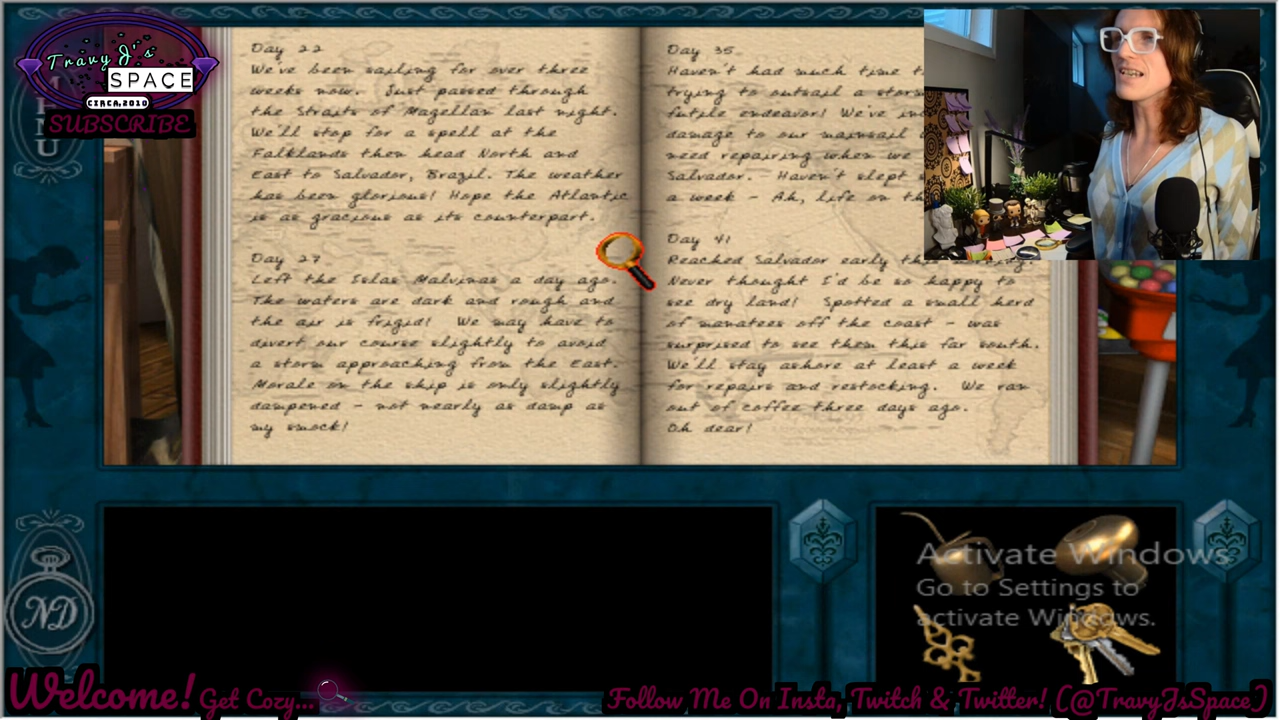 Travy J's
SPACE
CIRCA.2010
SUBSCRIBE
Day 22
We've been sailing for over three
weeks now. Just passed through
the Straits of Magellan last night.
We'll stop for a spell at the
Falklands then head North and
East to Salvador, Brazil. The weather
has been glorious! Hope the Atlantic
is as gracious as its counterpart.
Day 27
Left the Islas Malvinas a day ago.
The waters are dark and rough and
the air is frigid! We may have to
divert our course slightly to avoid
a storm approaching from the East.
Morale on the ship is only slightly
dampened - not nearly as damp as
my smock!
Day 35
Haven't had much time
trying to outsail a
futile endeavor! We've
damage to our mainsail
need repairing when we
Salvador. Haven't slept
a week - Ah, life on
Day 41
Reached Salvador early
Never thought I'd be so happy to
see dry land! Spotted a small herd
of manatees off the coast - was
surprised to see them this far south.
We'll stay ashore at least a week
for repairs and restocking. We ran
out of coffee three days ago.
Oh dear!
ND
Activate Windows
Go to Settings to
activate Windows.
Welcome! Get Cozy...
Follow Me On Insta, Twitch & Twitter! (@TravyJsSpace)